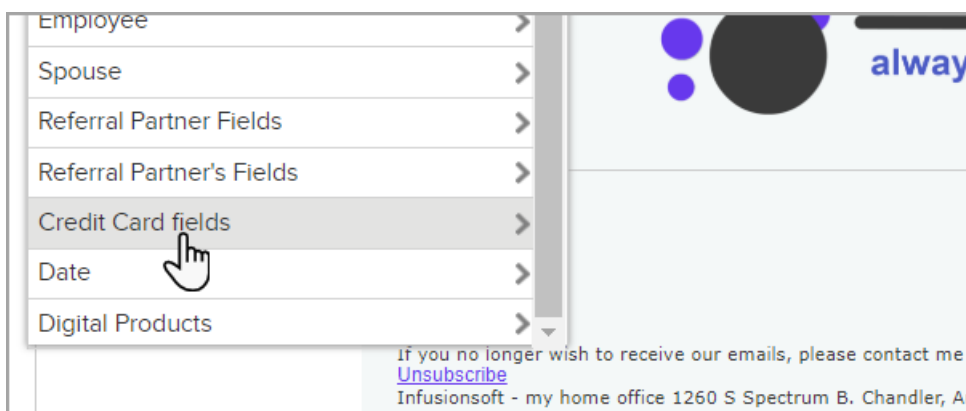 Employee
Spouse
Referral Partner Fields
Referral Partner's Fields
Credit Card fields
Date
Digital Products
If you no longer wish to receive our emails, please contact me
Unsubscribe
Infusionsoft - my home office 1260 S Spectrum B. Chandler, A